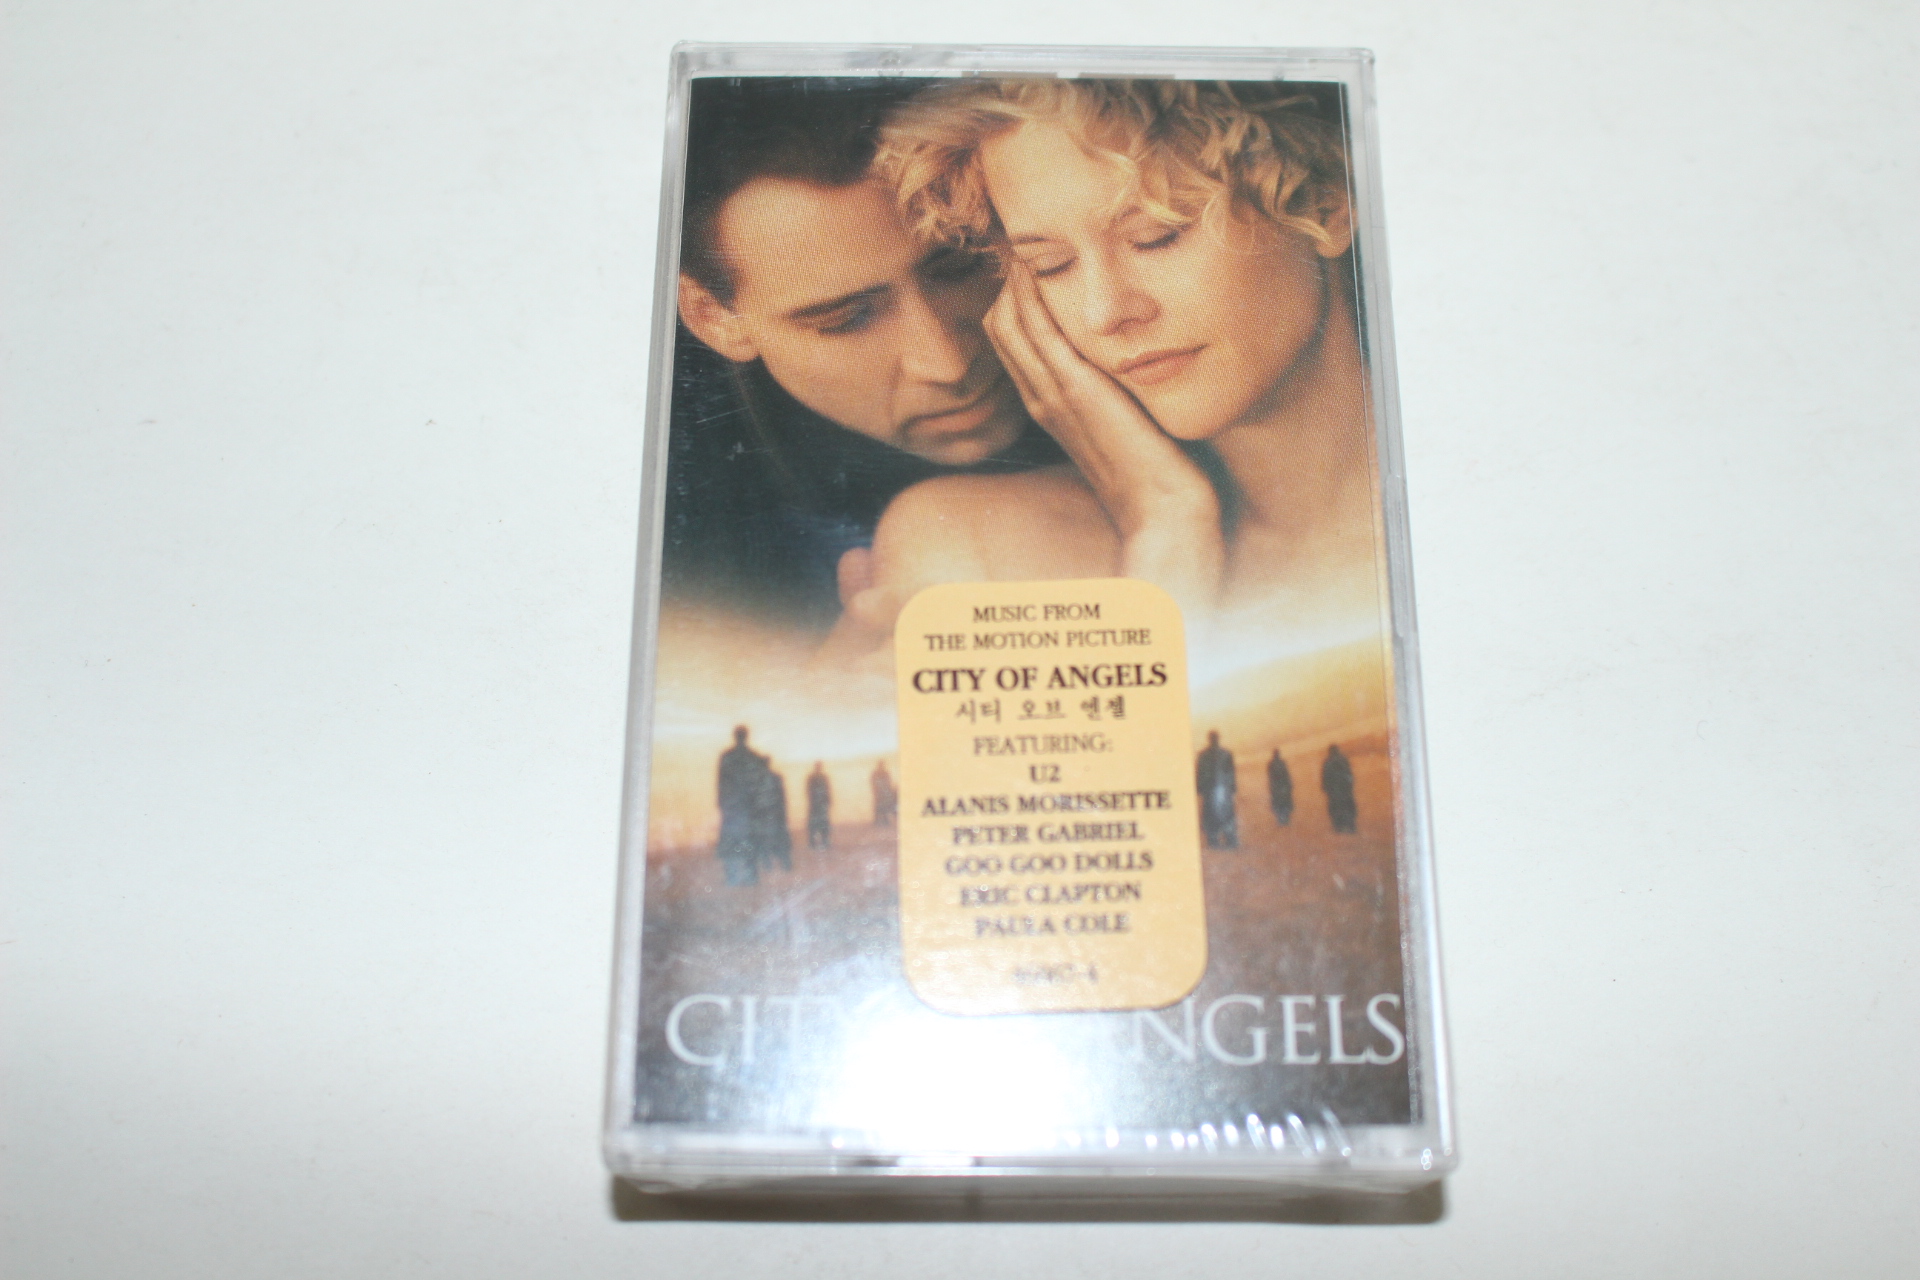 MUSIC FROM
THE MOTION PICTURE
CITY OF ANGELS
시티 오브 엔젤
FEATURING:
U2
ALANIS MORISSETTE
PETER GABRIEL
GOO GOO DOLLS
ERIC CLAPTON
PAULA COLE
CITY NGELS